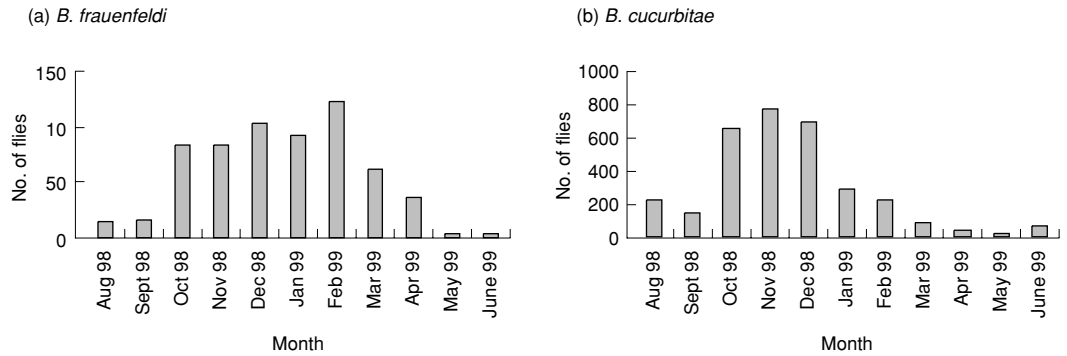 (a) B. frauenfeldi
150
10
50
0
No. of flies
Aug 98
Sept 98
Oct 98
Nov 98
Dec 98
Jan 99
Feb 99
Mar 99
Apr 99
May 99
June 99
Month
(b) B. cucurbitae
1000
800
600
400
200
0
No. of flies
Aug 98
Sept 98
Oct 98
Nov 98
Dec 98
Jan 99
Feb 99
Mar 99
Apr 99
May 99
June 99
Month